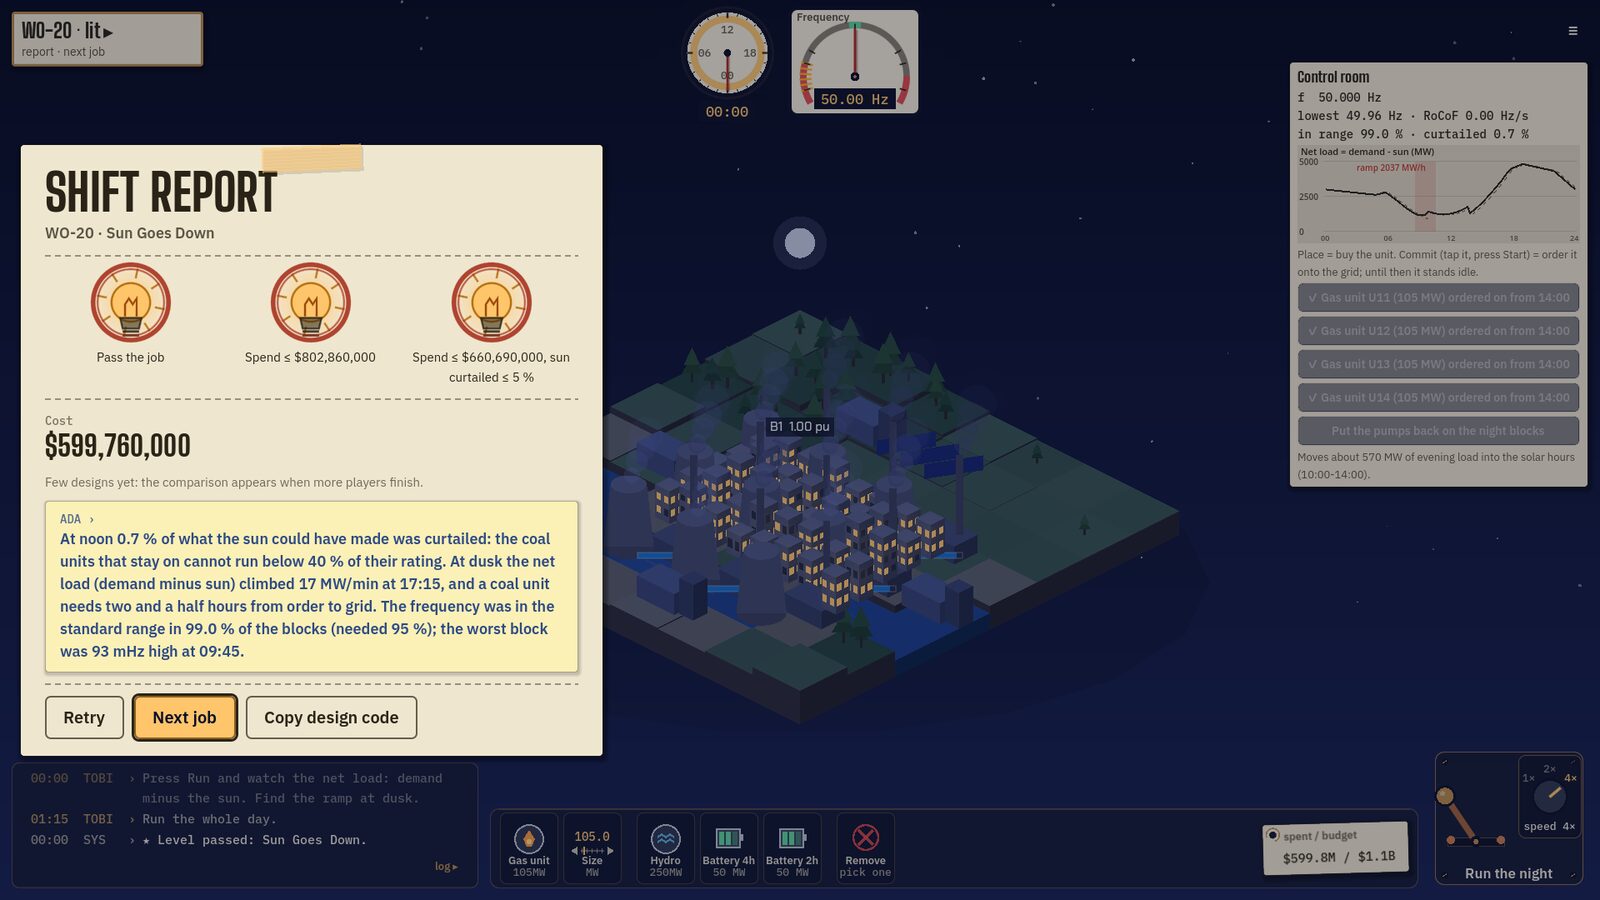 WO-20 · lit ▸
report · next job
12
06
18
00
00:00
Frequency
50.00 Hz
≡
Control room
f 50.000 Hz
lowest 49.96 Hz · RoCoF 0.00 Hz/s
in range 99.0 % · curtailed 0.7 %
Net load = demand - sun (MW)
5000
ramp 2037 MW/h
2500
0
00 06 12 18 24
Place = buy the unit. Commit (tap it, press Start) = order it
onto the grid; until then it stands idle.
✓ Gas unit U11 (105 MW) ordered on from 14:00
✓ Gas unit U12 (105 MW) ordered on from 14:00
✓ Gas unit U13 (105 MW) ordered on from 14:00
✓ Gas unit U14 (105 MW) ordered on from 14:00
Put the pumps back on the night blocks
Moves about 570 MW of evening load into the solar hours
(10:00-14:00).
SHIFT REPORT
WO-20 · Sun Goes Down
Pass the job
Spend ≤ $802,860,000
Spend ≤ $660,690,000, sun
curtailed ≤ 5 %
Cost
$599,760,000
Few designs yet: the comparison appears when more players finish.
ADA ›
At noon 0.7 % of what the sun could have made was curtailed: the coal
units that stay on cannot run below 40 % of their rating. At dusk the net
load (demand minus sun) climbed 17 MW/min at 17:15, and a coal unit
needs two and a half hours from order to grid. The frequency was in the
standard range in 99.0 % of the blocks (needed 95 %); the worst block
was 93 mHz high at 09:45.
Retry
Next job
Copy design code
B1 1.00 pu
00:00 TOBI › Press Run and watch the net load: demand
minus the sun. Find the ramp at dusk.
01:15 TOBI › Run the whole day.
00:00 SYS › ★ Level passed: Sun Goes Down.
log ▸
Gas unit
105MW
105.0
Size
MW
Hydro
250MW
Battery 4h
50 MW
Battery 2h
50 MW
Remove
pick one
spent / budget
$599.8M / $1.1B
1×
2×
4×
speed 4×
Run the night